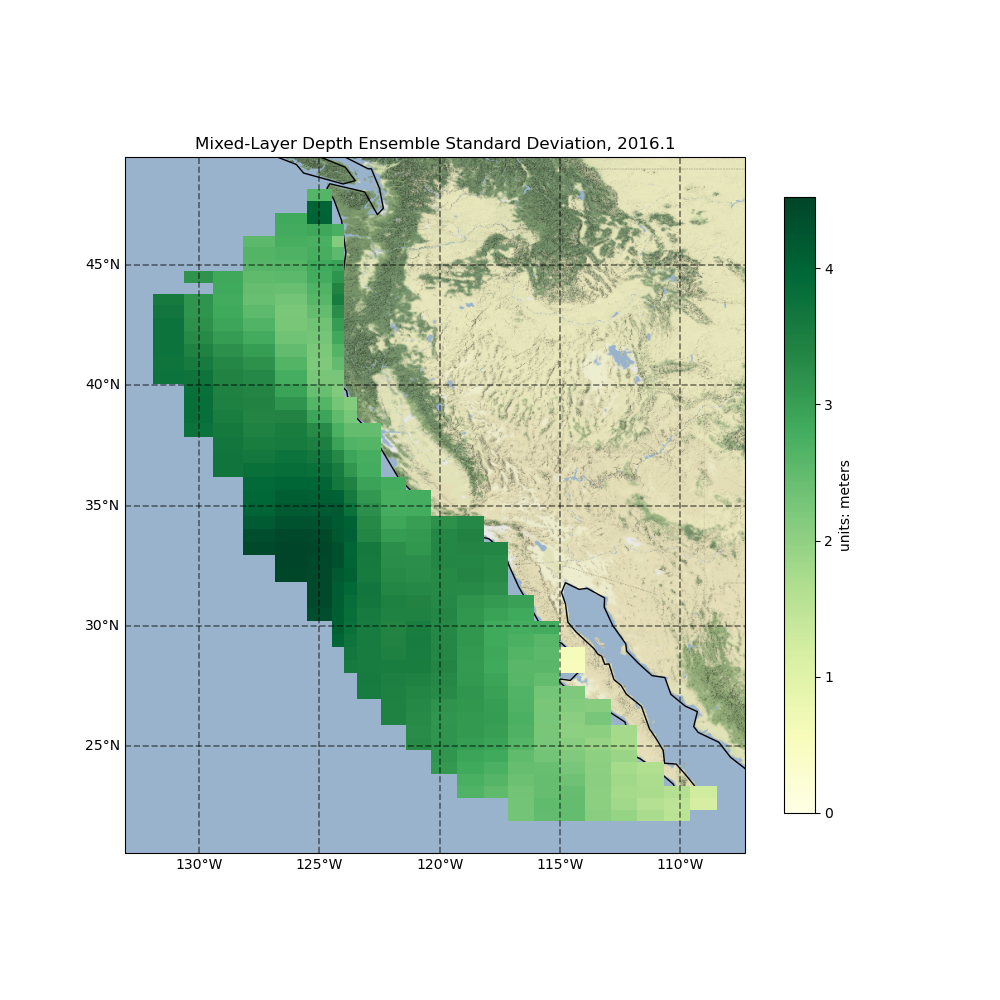 Mixed-Layer Depth Ensemble Standard Deviation, 2016.1
45°N
40°N
35°N
30°N
25°N
130°W
125°W
120°W
115°W
110°W
4
3
2
1
0
units: meters